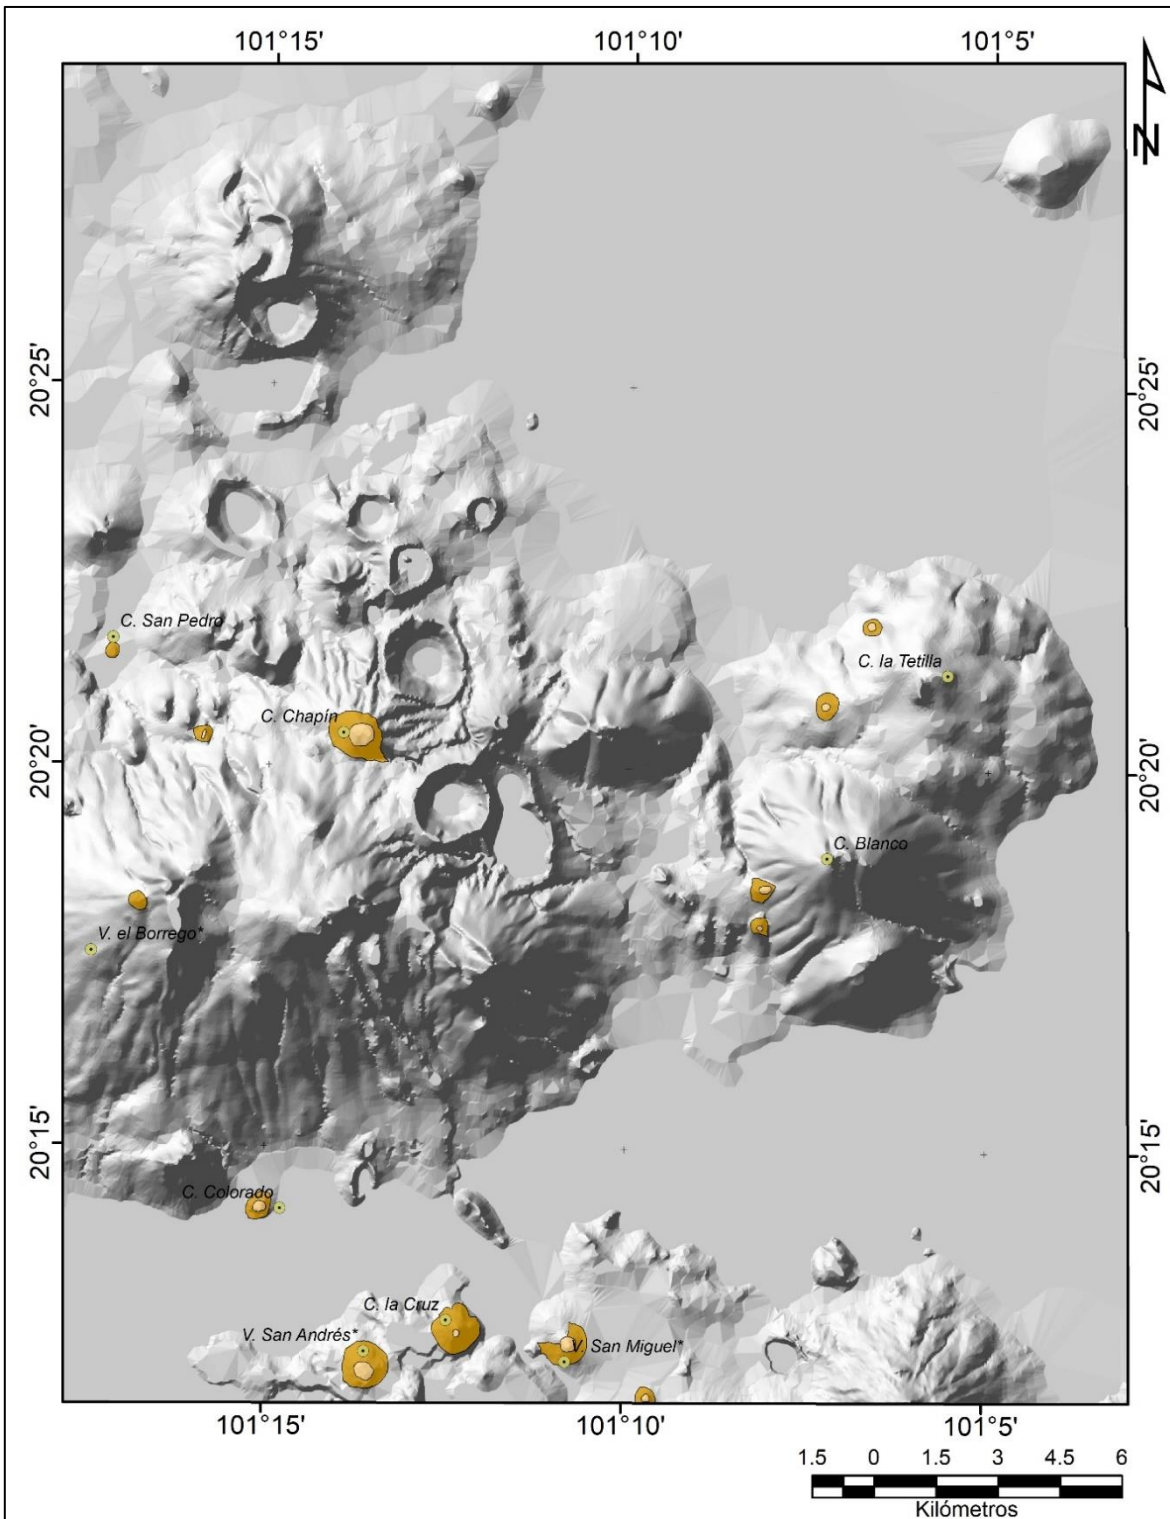 101°15' 101°10' 101°5'
N
20°25' 20°25'
C. San Pedro
C. la Tetilla
C. Chapín
20°20' 20°20'
C. Blanco
V. el Borrego*
20°15' 20°15'
C. Colorado
C. la Cruz
V. San Andrés*
V. San Miguel*
101°15' 101°10' 101°5'
1.5 0 1.5 3 4.5 6
Kilómetros